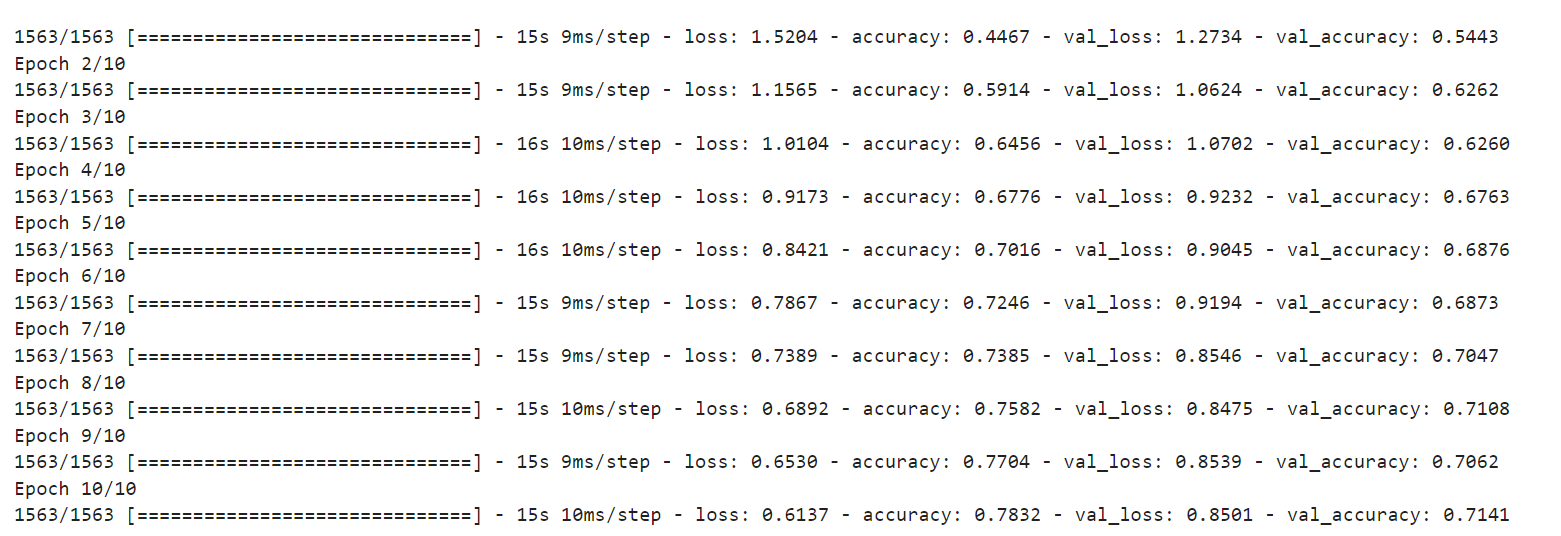 1563/1563 [==============================] - 15s 9ms/step - loss: 1.5204 - accuracy: 0.4467 - val_loss: 1.2734 - val_accuracy: 0.5443
Epoch 2/10
1563/1563 [==============================] - 15s 9ms/step - loss: 1.1565 - accuracy: 0.5914 - val_loss: 1.0624 - val_accuracy: 0.6262
Epoch 3/10
1563/1563 [==============================] - 16s 10ms/step - loss: 1.0104 - accuracy: 0.6456 - val_loss: 1.0702 - val_accuracy: 0.6260
Epoch 4/10
1563/1563 [==============================] - 16s 10ms/step - loss: 0.9173 - accuracy: 0.6776 - val_loss: 0.9232 - val_accuracy: 0.6763
Epoch 5/10
1563/1563 [==============================] - 16s 10ms/step - loss: 0.8421 - accuracy: 0.7016 - val_loss: 0.9045 - val_accuracy: 0.6876
Epoch 6/10
1563/1563 [==============================] - 15s 9ms/step - loss: 0.7867 - accuracy: 0.7246 - val_loss: 0.9194 - val_accuracy: 0.6873
Epoch 7/10
1563/1563 [==============================] - 15s 9ms/step - loss: 0.7389 - accuracy: 0.7385 - val_loss: 0.8546 - val_accuracy: 0.7047
Epoch 8/10
1563/1563 [==============================] - 15s 10ms/step - loss: 0.6892 - accuracy: 0.7582 - val_loss: 0.8475 - val_accuracy: 0.7108
Epoch 9/10
1563/1563 [==============================] - 15s 9ms/step - loss: 0.6530 - accuracy: 0.7704 - val_loss: 0.8539 - val_accuracy: 0.7062
Epoch 10/10
1563/1563 [==============================] - 15s 10ms/step - loss: 0.6137 - accuracy: 0.7832 - val_loss: 0.8501 - val_accuracy: 0.7141